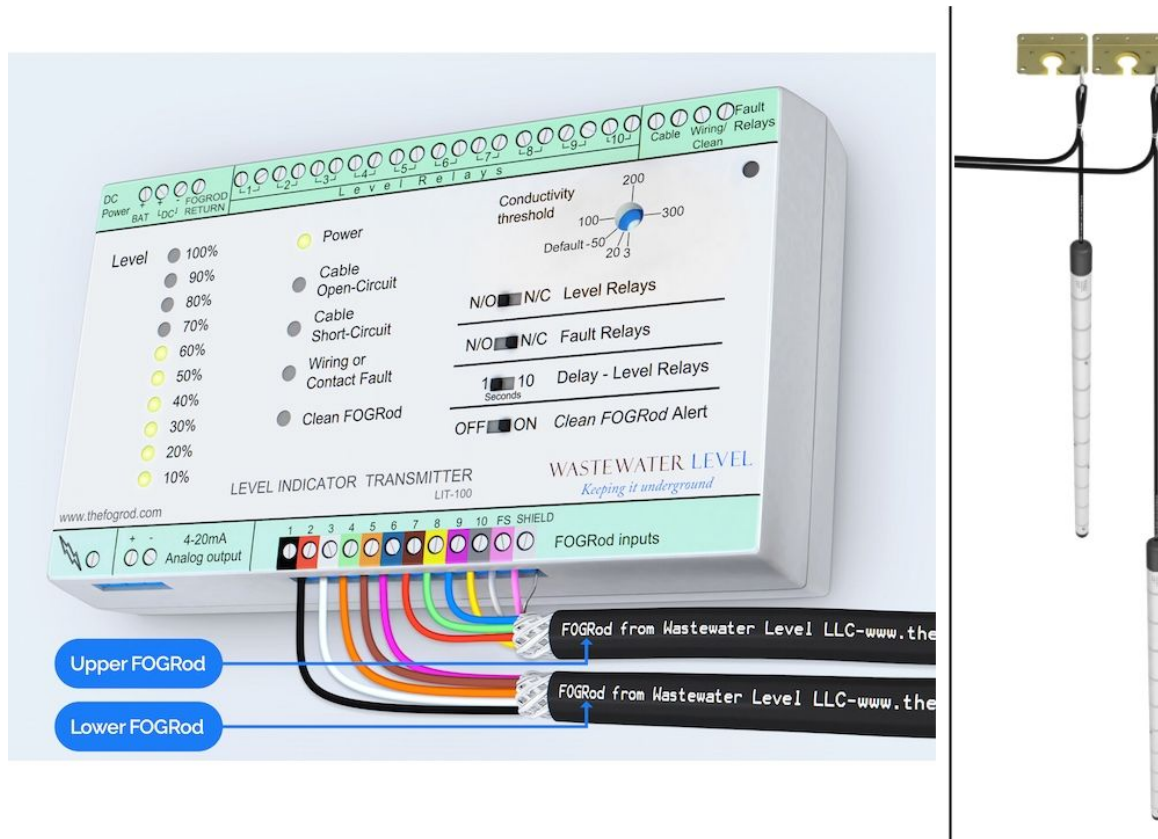 DC
Power
+ + -
BAT DC FOGROD
RETURN
1 2 3 4 5 6 7 8 9 10
Level Relays
Cable Wiring/
Clean
Fault
Relays
Level
100%
90%
80%
70%
60%
50%
40%
30%
20%
10%
Power
Cable
Open-Circuit
Cable
Short-Circuit
Wiring or
Contact Fault
Clean FOGRod
Conductivity
threshold
200
100 300
Default - 50
20 3
N/O N/C Level Relays
N/O N/C Fault Relays
1 10 Delay - Level Relays
Seconds
OFF ON Clean FOGRod Alert
LEVEL INDICATOR TRANSMITTER
LIT-100
WASTEWATER LEVEL
Keeping it underground
www.thefogrod.com
+ - 4-20mA
Analog output
1 2 3 4 5 6 7 8 9 10 FS SHIELD
FOGRod inputs
FOGRod from Wastewater Level LLC-www.the
Upper FOGRod
FOGRod from Wastewater Level LLC-www.the
Lower FOGRod